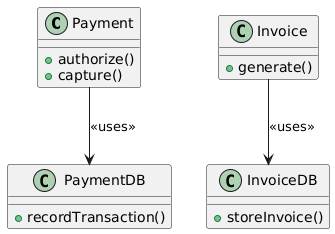 C Payment
authorize()
capture()
C Invoice
generate()
«uses»
«uses»
C PaymentDB
recordTransaction()
C InvoiceDB
storeInvoice()